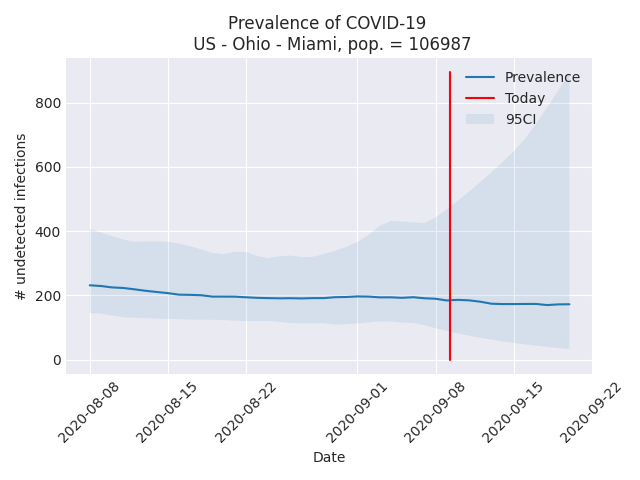 Prevalence of COVID-19
US - Ohio - Miami, pop. = 106987
Prevalence
Today
95CI
# undetected infections
800
600
400
200
0
2020-08-08
2020-08-15
2020-08-22
2020-09-01
2020-09-08
2020-09-15
2020-09-22
Date